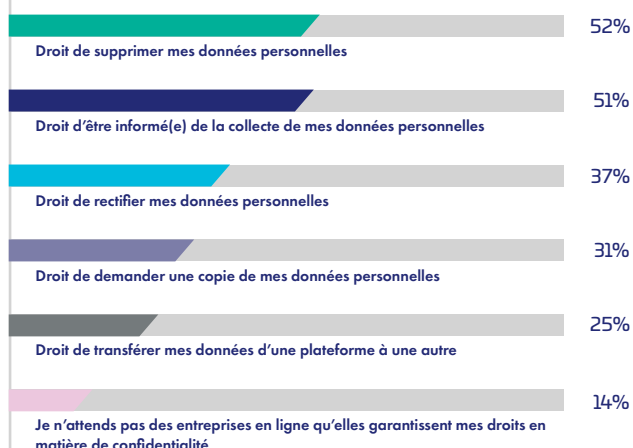 52%
Droit de supprimer mes données personnelles
51%
Droit d'être informé(e) de la collecte de mes données personnelles
37%
Droit de rectifier mes données personnelles
31%
Droit de demander une copie de mes données personnelles
25%
Droit de transférer mes données d'une plateforme à une autre
14%
Je n'attends pas des entreprises en ligne qu'elles garantissent mes droits en
matière de confidentialité